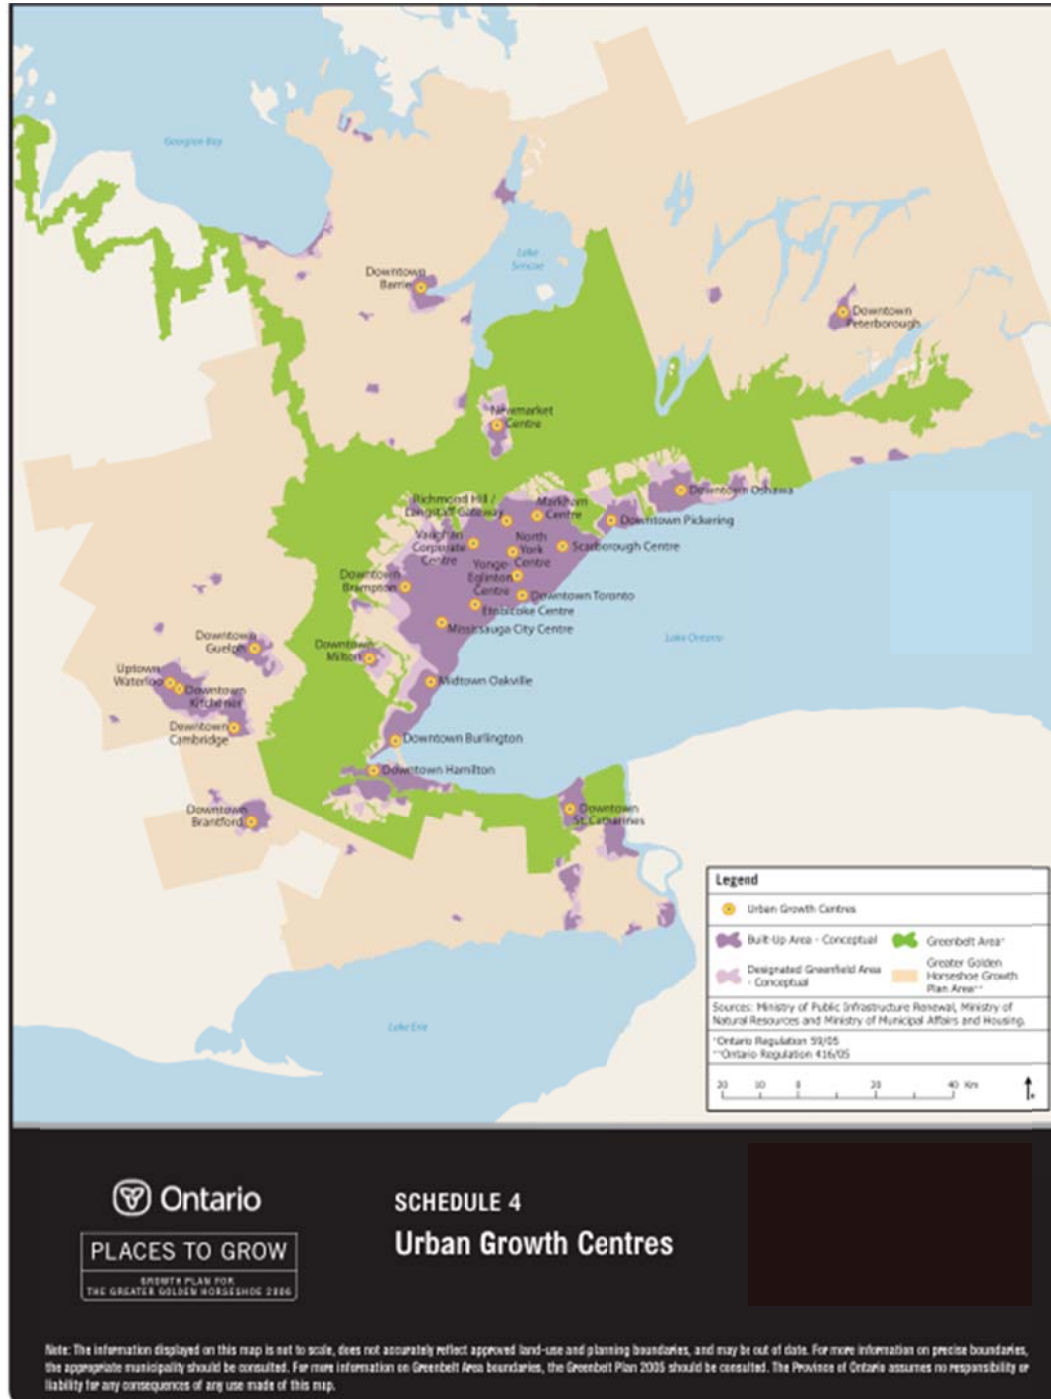 Georgian Bay
Lake
Simcoe
Downtown
Barrie
Downtown
Peterborough
Newmarket
Centre
Richmond Hill /
Langstaff Gateway
Markham
Centre
Downtown Oshawa
Downtown Pickering
Vaughan
Corporate
Centre
North
York
Centre
Scarborough Centre
Yonge-
Eglinton
Centre
Downtown
Brampton
Downtown Toronto
Etobicoke Centre
Mississauga City Centre
Lake Ontario
Downtown
Guelph
Downtown
Milton
Uptown
Waterloo
Downtown
Kitchener
Midtown Oakville
Downtown
Cambridge
Downtown Burlington
Downtown Hamilton
Downtown
Brantford
Downtown
St. Catharines
Lake Erie
Legend
Urban Growth Centres
Built-Up Area - Conceptual
Greenbelt Area*
Designated Greenfield Area
- Conceptual
Greater Golden
Horseshoe Growth
Plan Area**
Sources: Ministry of Public Infrastructure Renewal, Ministry of
Natural Resources and Ministry of Municipal Affairs and Housing.
*Ontario Regulation 59/05
**Ontario Regulation 416/05
20 10 0 20 40 Km
Ontario
PLACES TO GROW
GROWTH PLAN FOR
THE GREATER GOLDEN HORSESHOE 2006
SCHEDULE 4
Urban Growth Centres
Note: The information displayed on this map is not to scale, does not accurately reflect approved land-use and planning boundaries, and may be out of date. For more information on precise boundaries,
the appropriate municipality should be consulted. For more information on Greenbelt Area boundaries, the Greenbelt Plan 2005 should be consulted. The Province of Ontario assumes no responsibility or
liability for any consequences of any use made of this map.